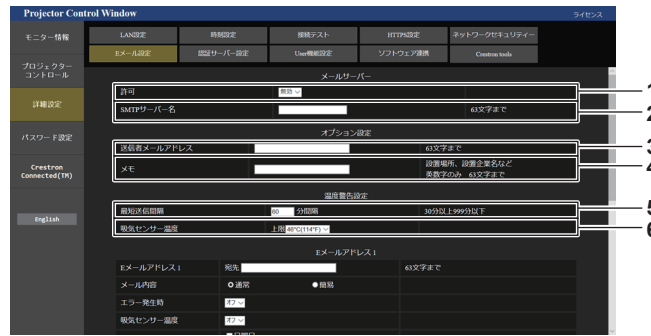 Projector Control Window
ライセンス
モニター情報
プロジェクター
コントロール
詳細設定
パスワード設定
Crestron
Connected(TM)
English
LAN設定 時刻設定 接続テスト HTTPS設定 ネットワークセキュリティー
Eメール設定 認証サーバー設定 User機能設定 ソフトウェア連携 Crestron tools
メールサーバー
許可 無効 1
SMTPサーバー名 63文字まで 2
オプション設定
送信者メールアドレス 63文字まで 3
メモ 設置場所、設置企業名など 4
英数字のみ 63文字まで
温度警告設定
最短送信間隔 60 分間隔 30分以上999分以下 5
吸気センサー温度 上限 40°C(114°F) 6
Eメールアドレス1
Eメールアドレス1 宛先 63文字まで
メール内容 通常 簡易
エラー発生時 オフ
吸気センサー温度 オフ